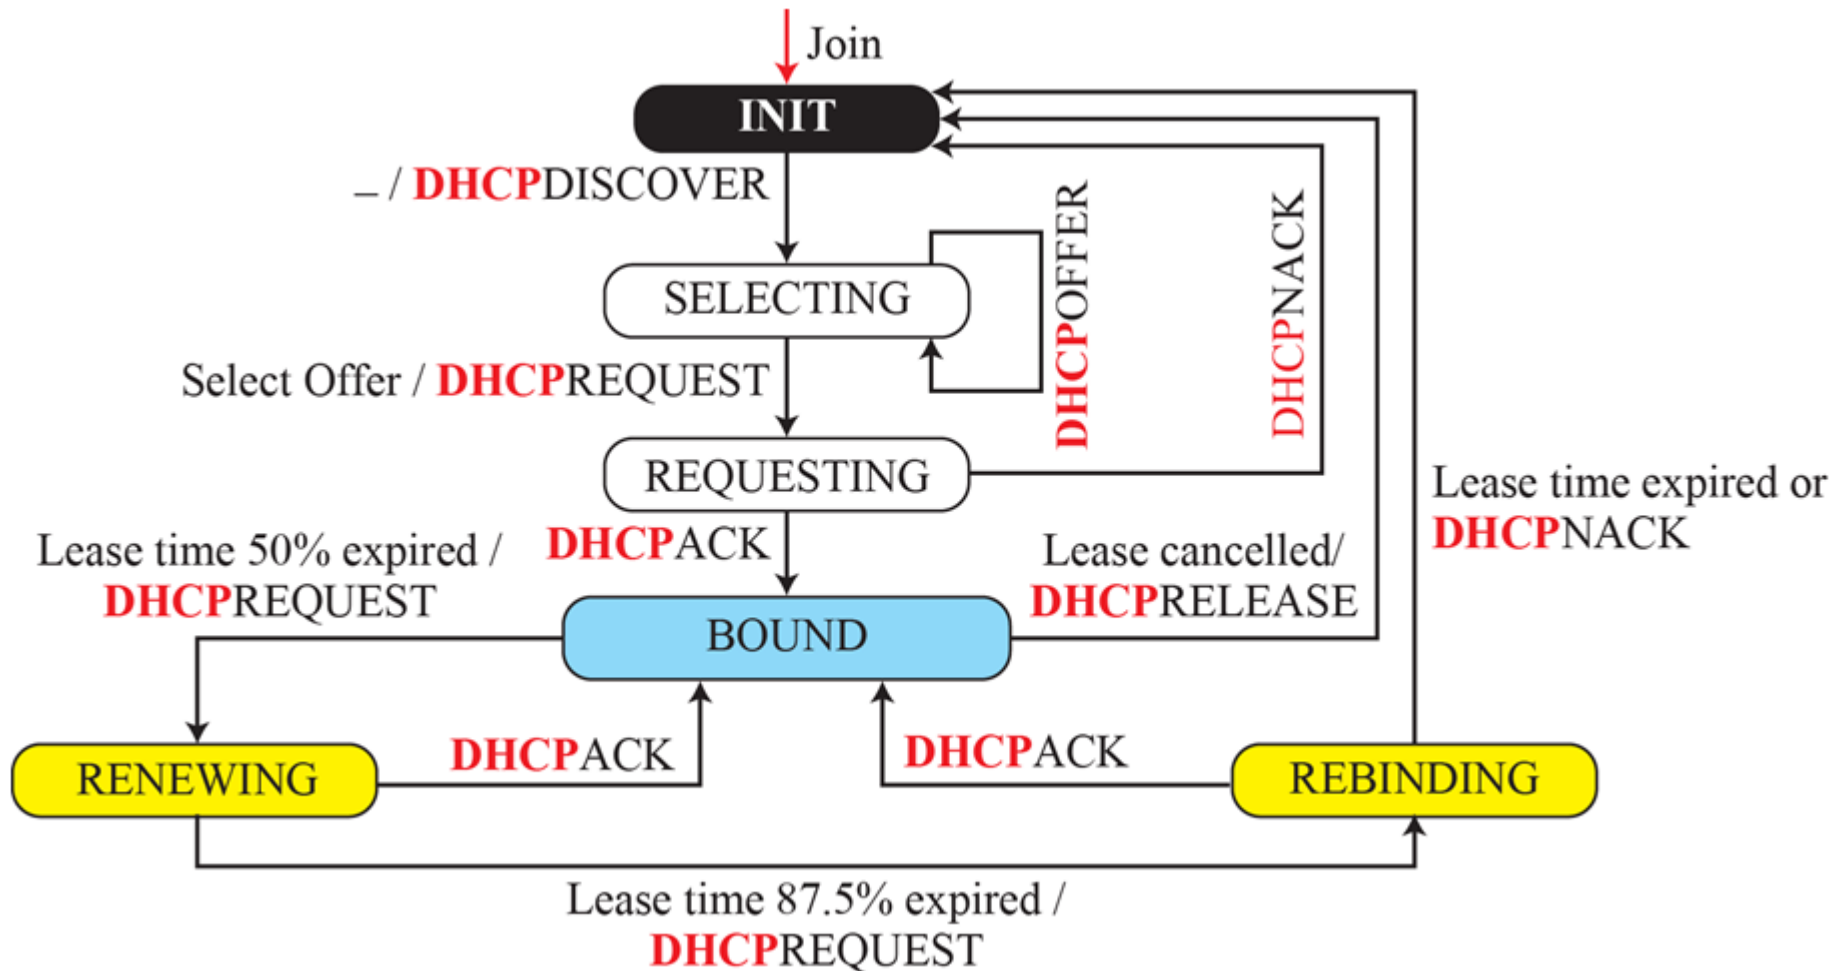 Join
INIT
– / DHCPDISCOVER
SELECTING
DHCPOFFER
DHCPNACK
Select Offer / DHCPREQUEST
REQUESTING
Lease time expired or
DHCPNACK
DHCPACK
Lease time 50% expired /
DHCPREQUEST
Lease cancelled/
DHCPRELEASE
BOUND
DHCPACK
DHCPACK
RENEWING
REBINDING
Lease time 87.5% expired /
DHCPREQUEST